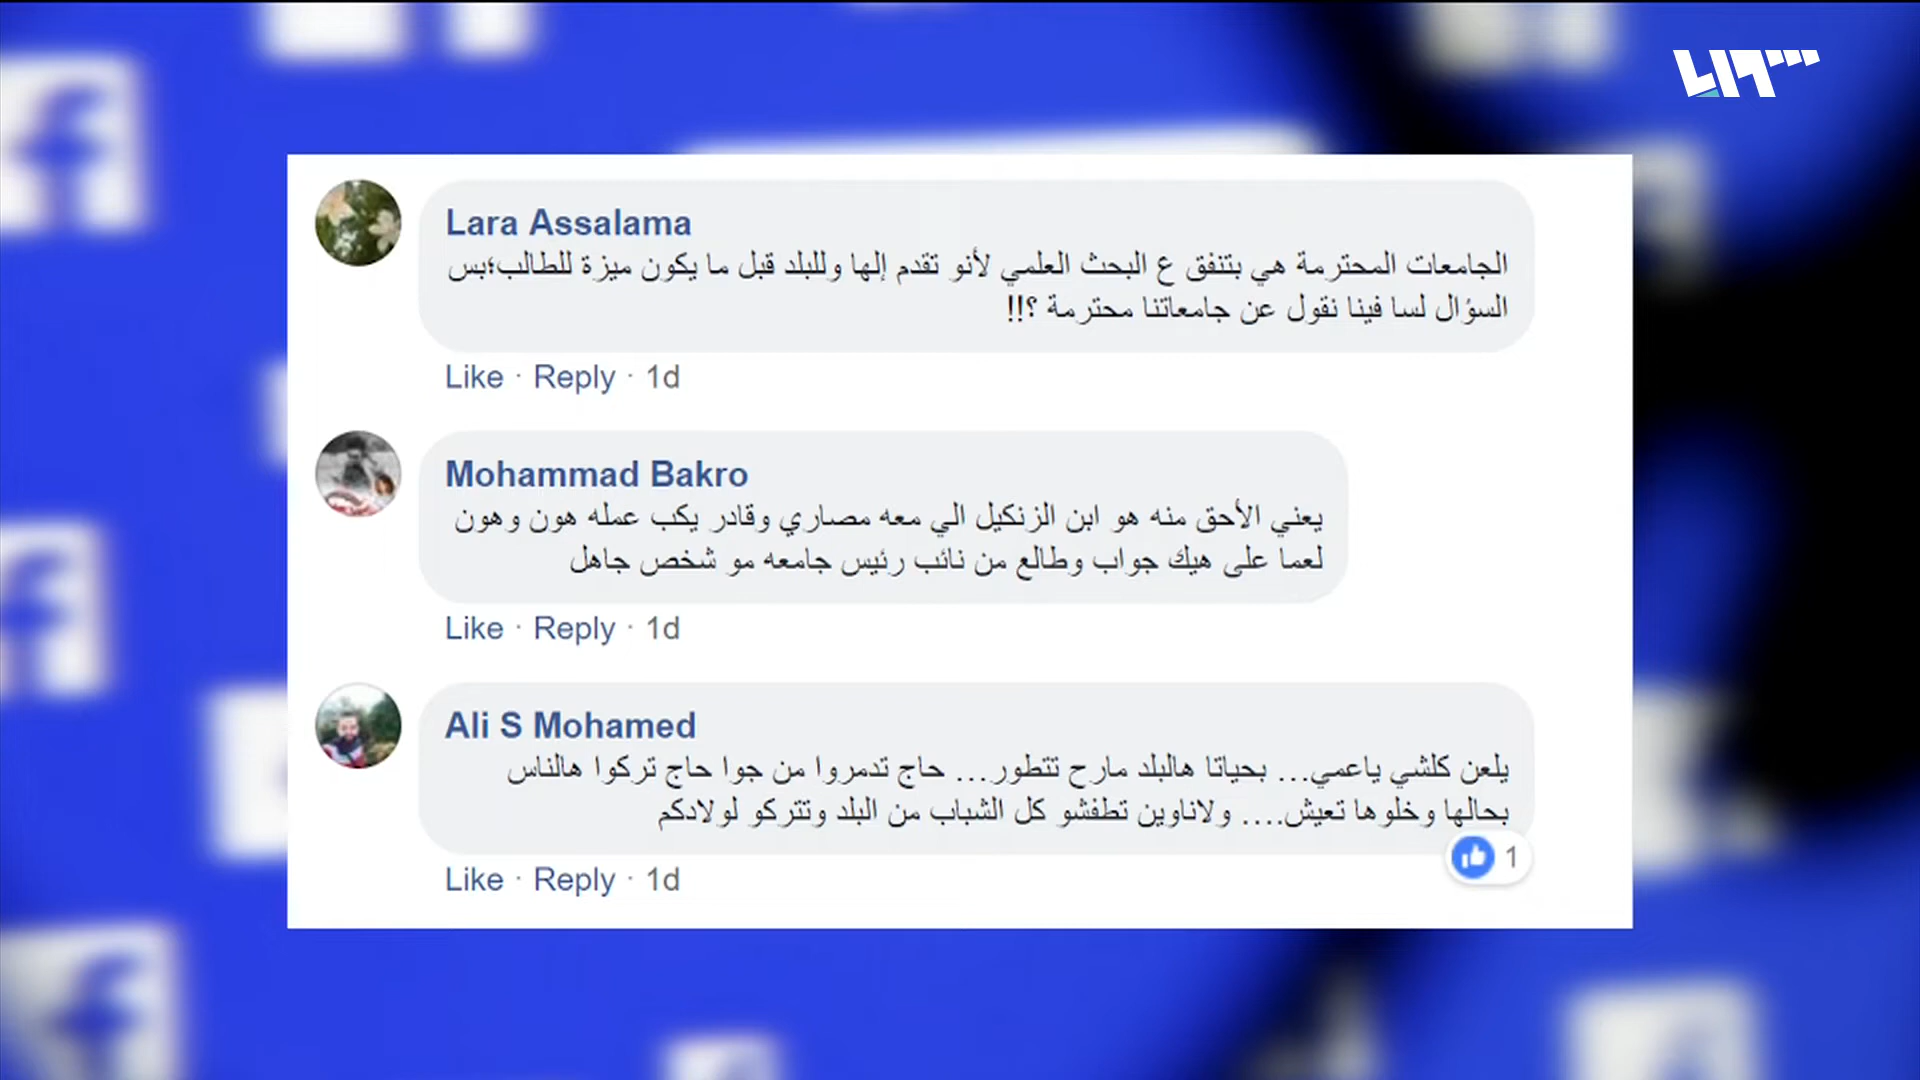 Lara Assalama
الجامعات المحترمة هي بتنفق ع البحث العلمي لأنو تقدم إلها وللبلد قبل ما يكون ميزة للطالب؛بس
السؤال لسا فينا نقول عن جامعاتنا محترمة ؟!!
Like · Reply · 1d
Mohammad Bakro
يعني الأحق منه هو ابن الزنكيل الي معه مصاري وقادر يكب عمله هون وهون
لعما على هيك جواب وطالع من نائب رئيس جامعه مو شخص جاهل
Like · Reply · 1d
Ali S Mohamed
يلعن كلشي ياعمي... بحياتا هالبلد مارح تتطور... حاج تدمروا من جوا حاج تركوا هالناس
بحالها وخلوها تعيش.... ولاناوين تطفشو كل الشباب من البلد وتتركو لولادكم
1
Like · Reply · 1d